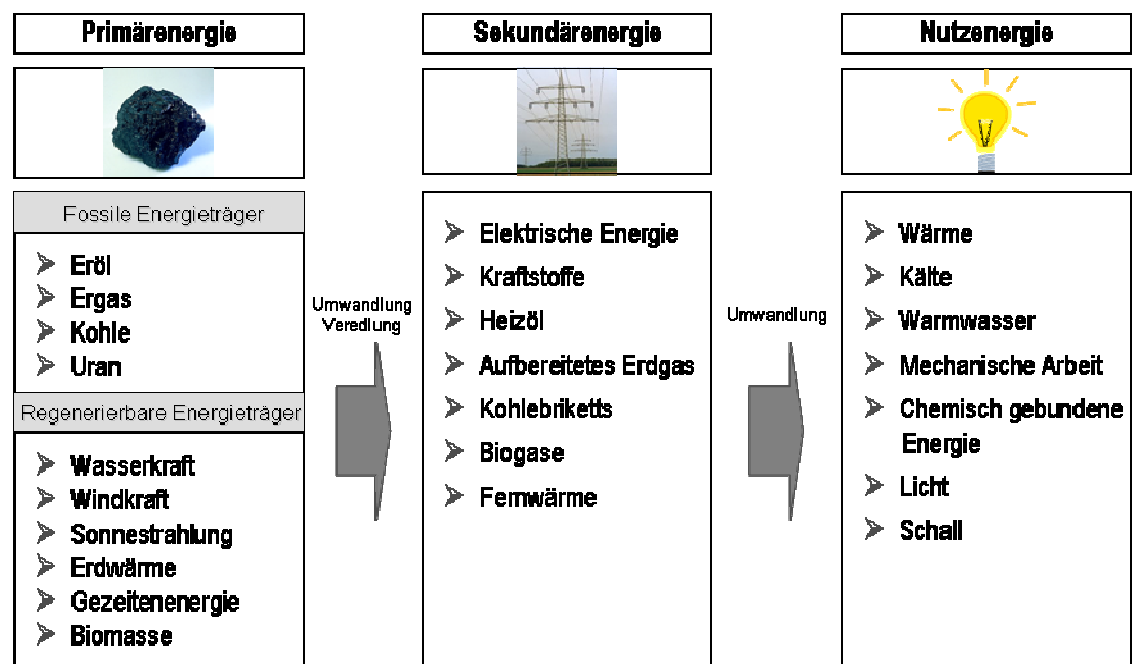 Primärenergie
Fossile Energieträger
Eröl
Ergas
Kohle
Uran
Regenerierbare Energieträger
Wasserkraft
Windkraft
Sonnestrahlung
Erdwärme
Gezeitenenergie
Biomasse
Umwandlung
Veredlung
Sekundärenergie
Elektrische Energie
Kraftstoffe
Heizöl
Aufbereitetes Erdgas
Kohlebriketts
Biogase
Fernwärme
Umwandlung
Nutzenergie
Wärme
Kälte
Warmwasser
Mechanische Arbeit
Chemisch gebundene
Energie
Licht
Schall